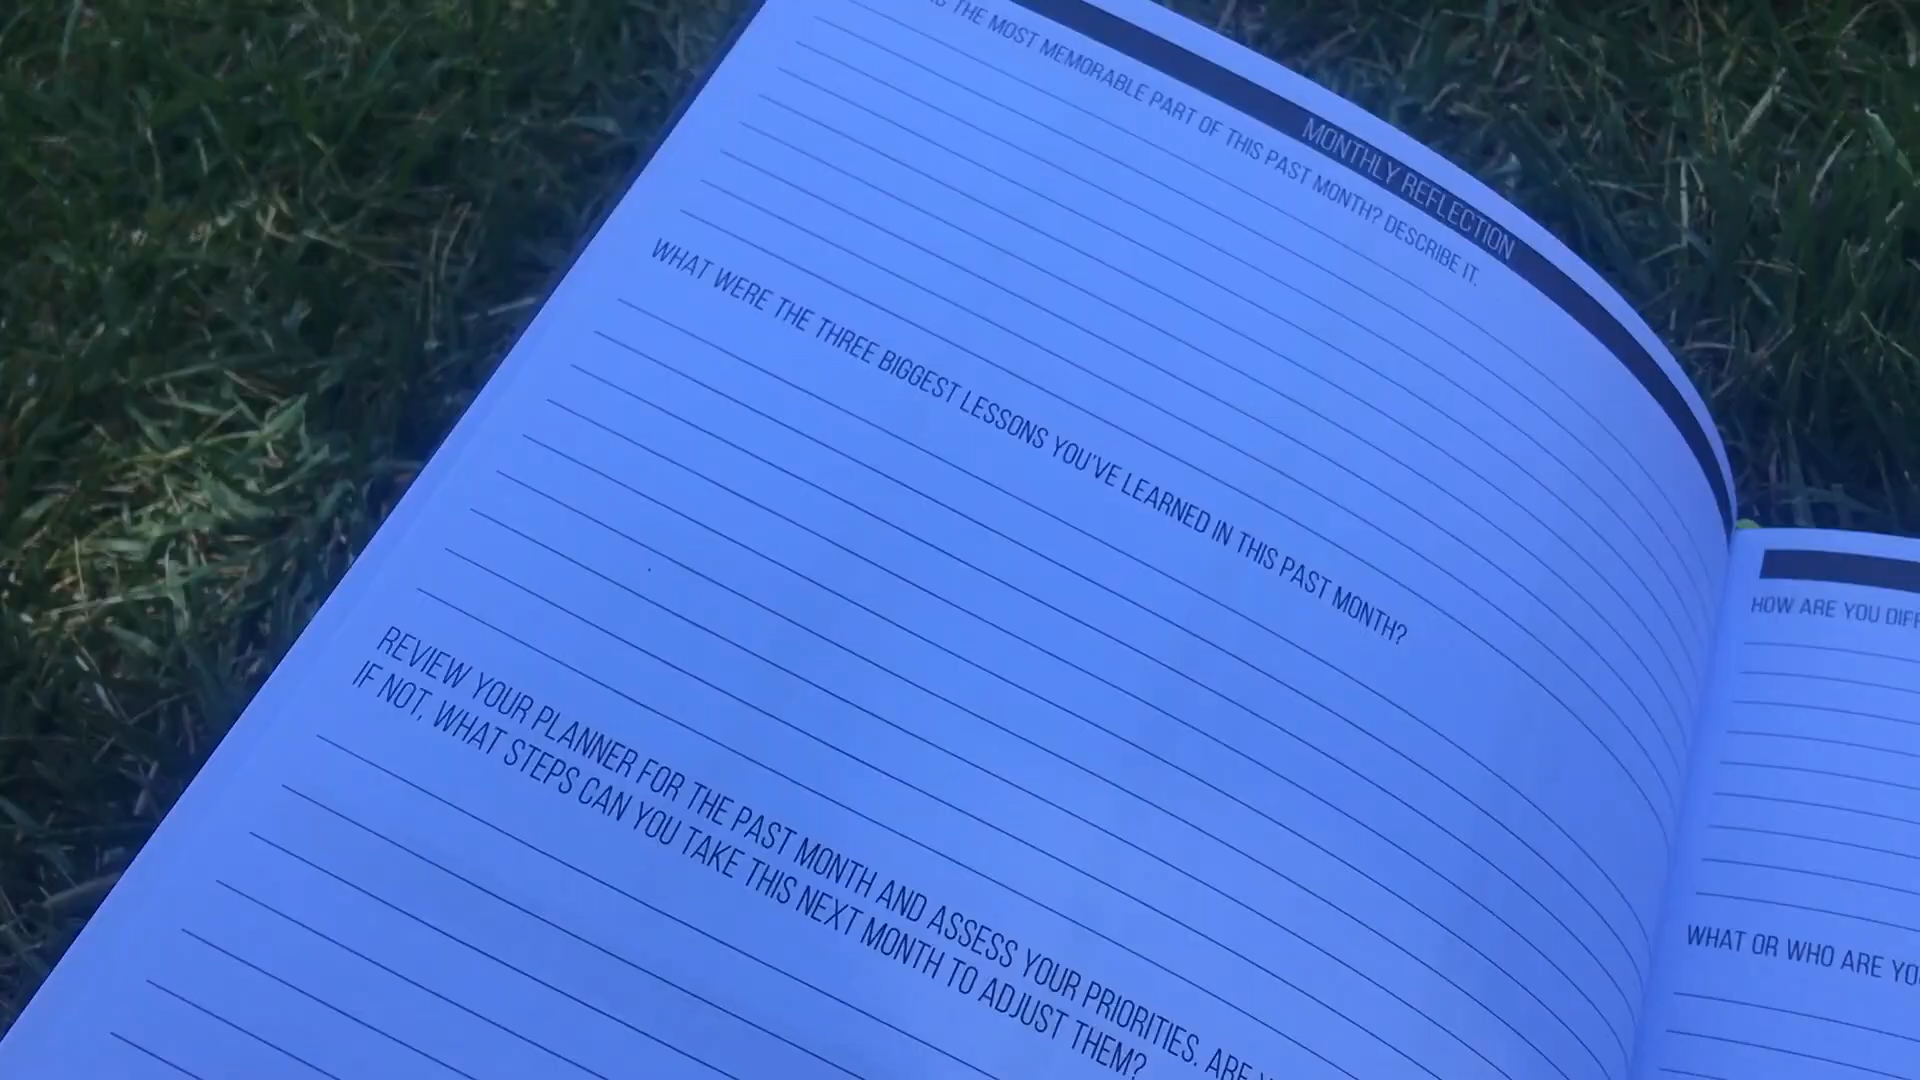 MONTHLY REFLECTION
THE MOST MEMORABLE PART OF THIS PAST MONTH? DESCRIBE IT.
WHAT WERE THE THREE BIGGEST LESSONS YOU'VE LEARNED IN THIS PAST MONTH?
REVIEW YOUR PLANNER FOR THE PAST MONTH AND ASSESS YOUR PRIORITIES. ARE
IF NOT, WHAT STEPS CAN YOU TAKE THIS NEXT MONTH TO ADJUST THEM?
HOW ARE YOU
WHAT OR WHO ARE